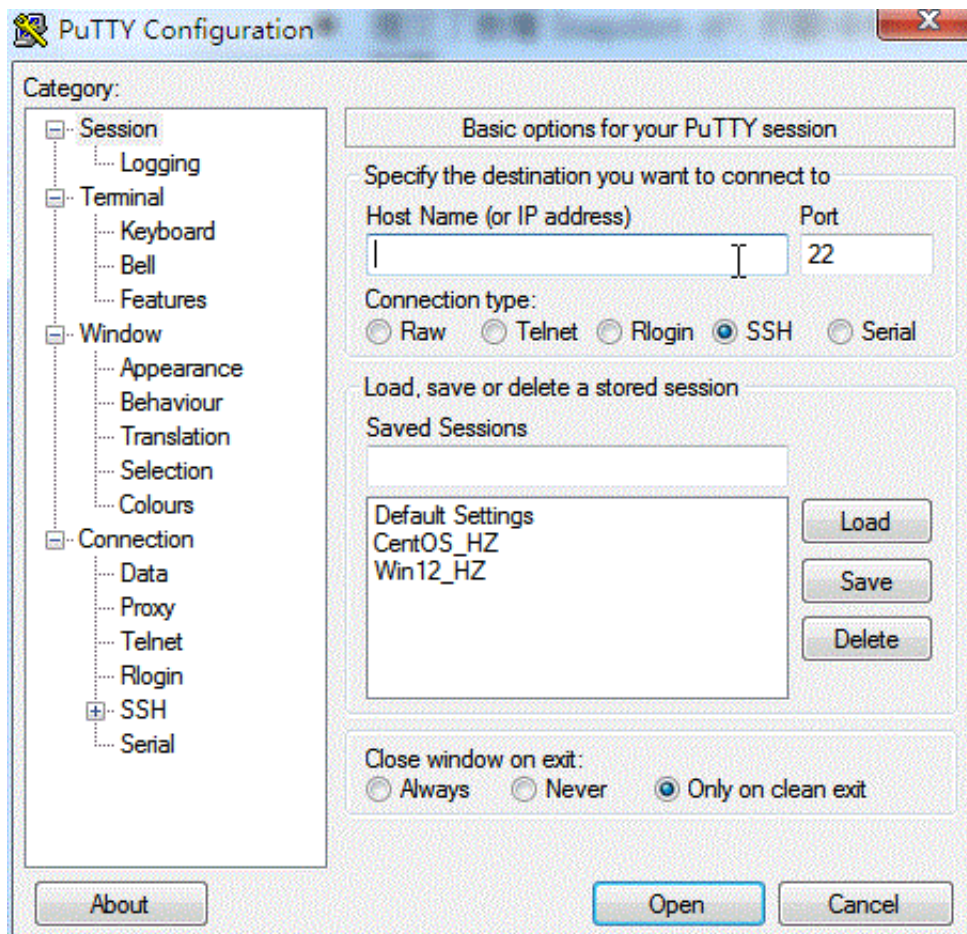 PuTTY Configuration
Category:
Session
Logging
Terminal
Keyboard
Bell
Features
Window
Appearance
Behaviour
Translation
Selection
Colours
Connection
Data
Proxy
Telnet
Rlogin
SSH
Serial
Basic options for your PuTTY session
Specify the destination you want to connect to
Host Name (or IP address) Port
22
Connection type:
Raw Telnet Rlogin SSH Serial
Load, save or delete a stored session
Saved Sessions
Default Settings
CentOS_HZ
Win12_HZ
Load
Save
Delete
Close window on exit:
Always Never Only on clean exit
About Open Cancel